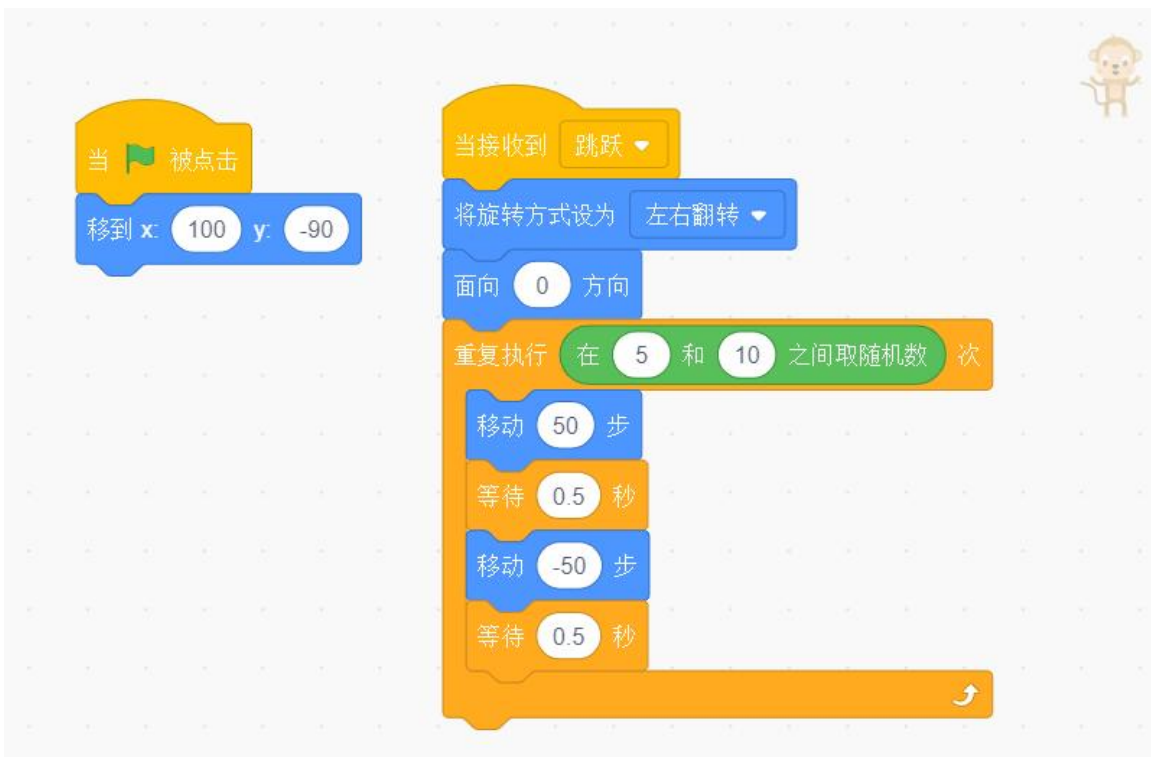 当 被点击
移到 x: 100 y: -90
当接收到 跳跃
将旋转方式设为 左右翻转
面向 0 方向
重复执行 在 5 和 10 之间取随机数 次
移动 50 步
等待 0.5 秒
移动 -50 步
等待 0.5 秒